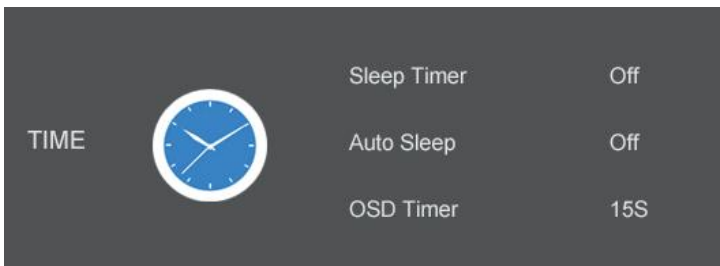 TIME
Sleep Timer Off
Auto Sleep Off
OSD Timer 15S